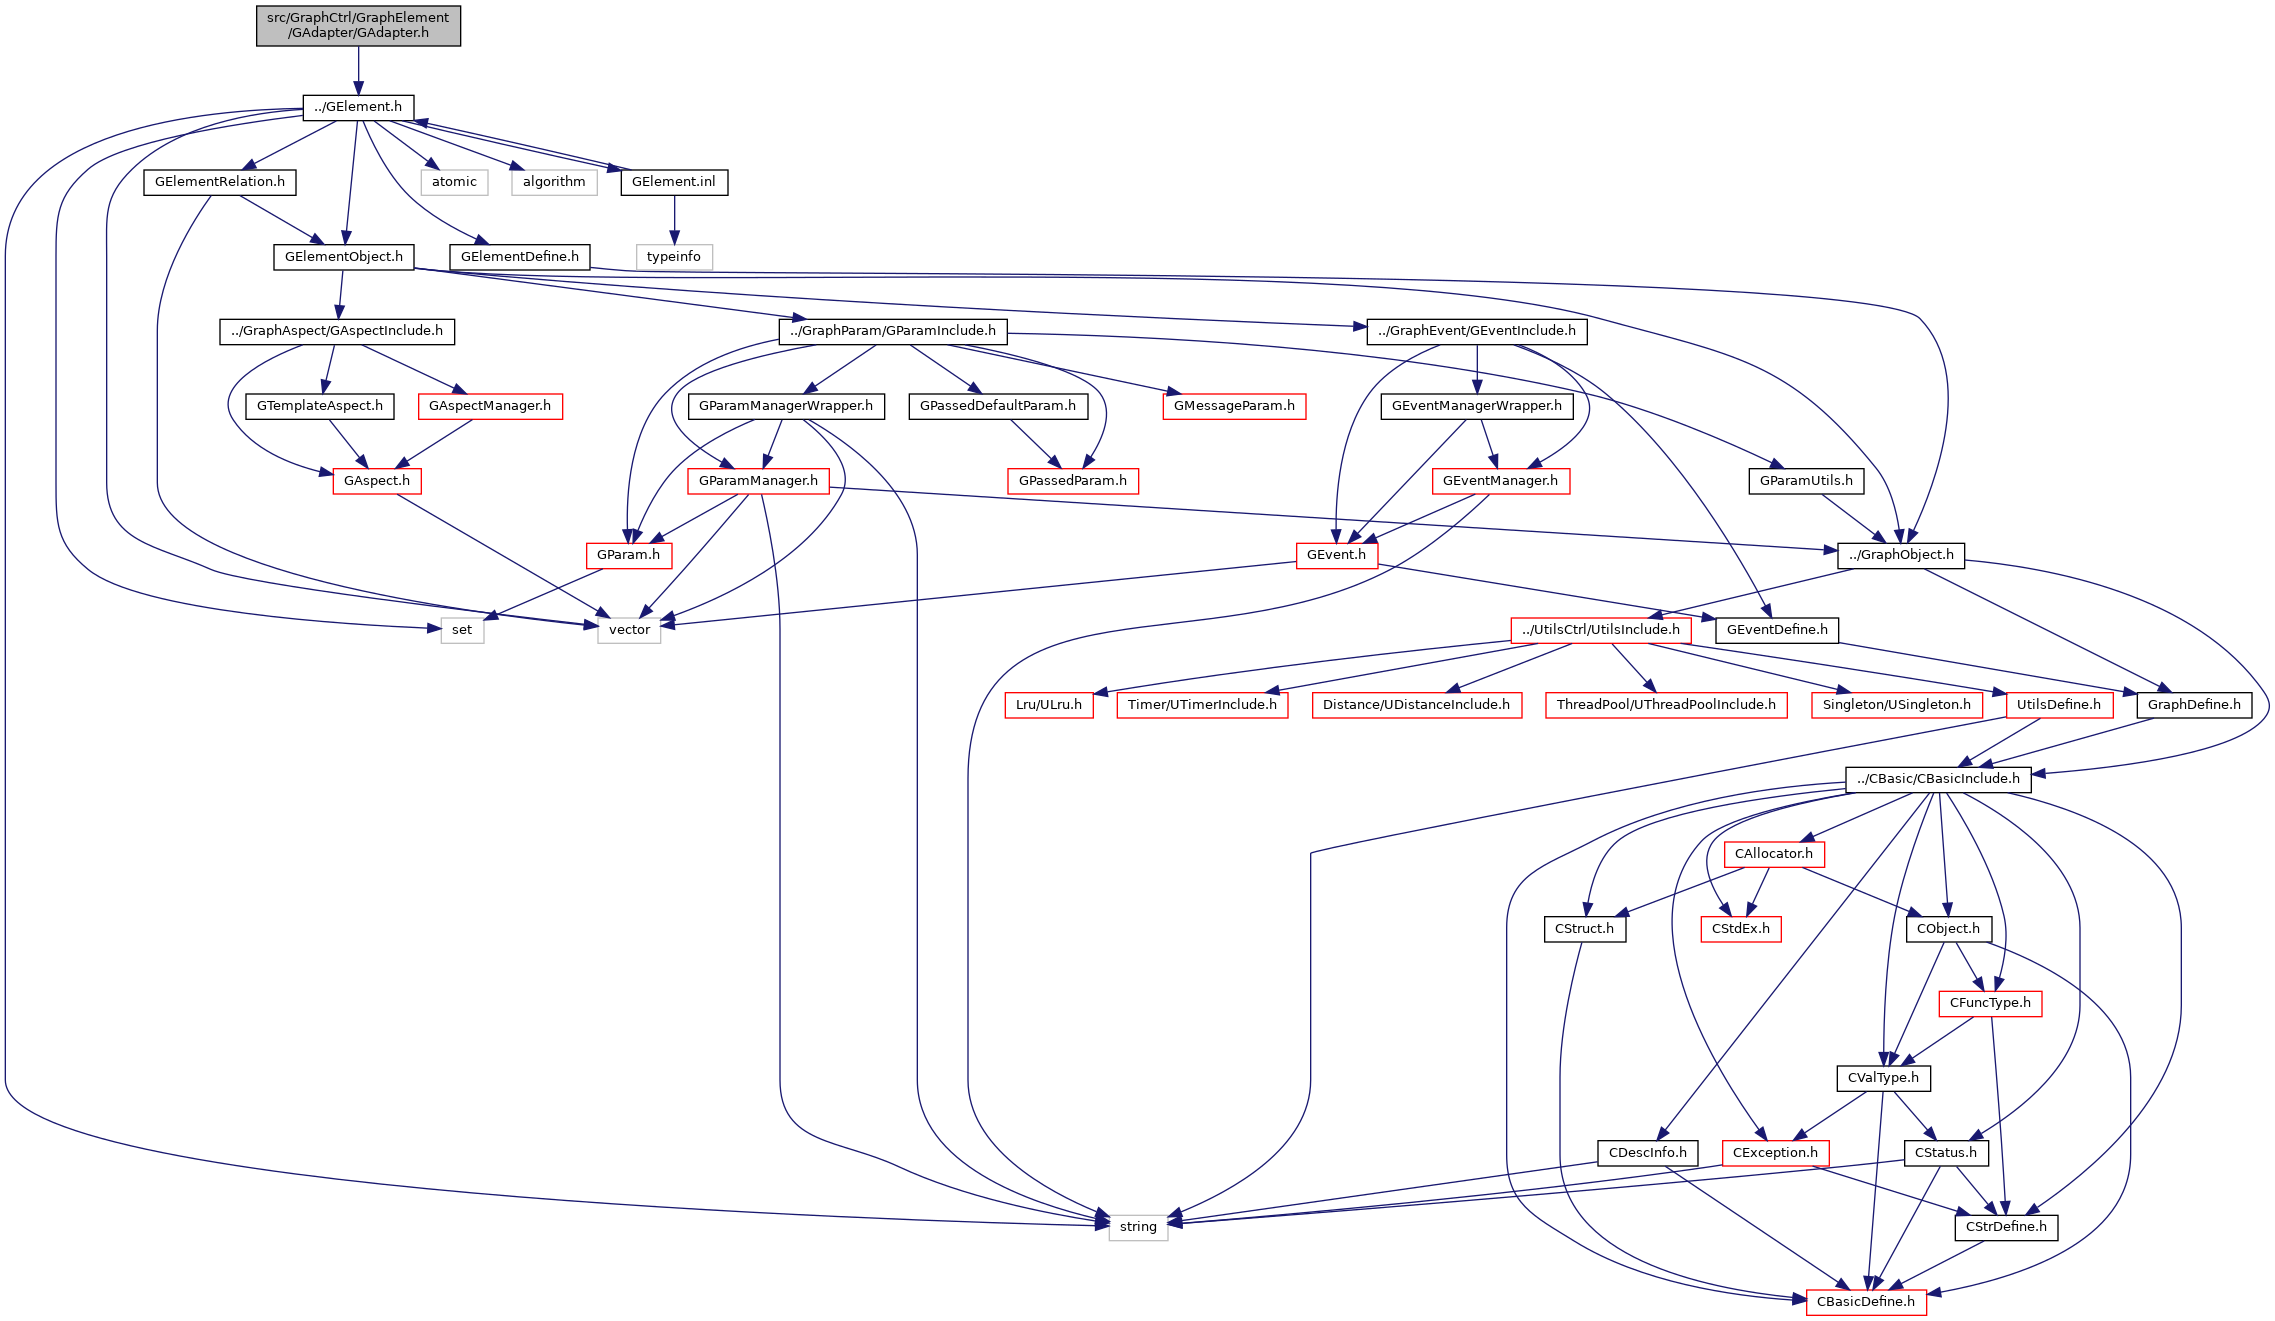 src/GraphCtrl/GraphElement
/GAdapter/GAdapter.h
../GElement.h
GElementRelation.h
atomic
algorithm
GElement.inl
GElementObject.h
GElementDefine.h
typeinfo
../GraphAspect/GAspectInclude.h
../GraphParam/GParamInclude.h
../GraphEvent/GEventInclude.h
GTemplateAspect.h
GAspectManager.h
GParamManagerWrapper.h
GPassedDefaultParam.h
GMessageParam.h
GEventManagerWrapper.h
GAspect.h
GParamManager.h
GPassedParam.h
GEventManager.h
GParamUtils.h
GParam.h
GEvent.h
../GraphObject.h
set
vector
../UtilsCtrl/UtilsInclude.h
GEventDefine.h
Lru/ULru.h
Timer/UTimerInclude.h
Distance/UDistanceInclude.h
ThreadPool/UThreadPoolInclude.h
Singleton/USingleton.h
UtilsDefine.h
GraphDefine.h
../CBasic/CBasicInclude.h
CAllocator.h
CStruct.h
CStdEx.h
CObject.h
CFuncType.h
CValType.h
CDescInfo.h
CException.h
CStatus.h
string
CStrDefine.h
CBasicDefine.h